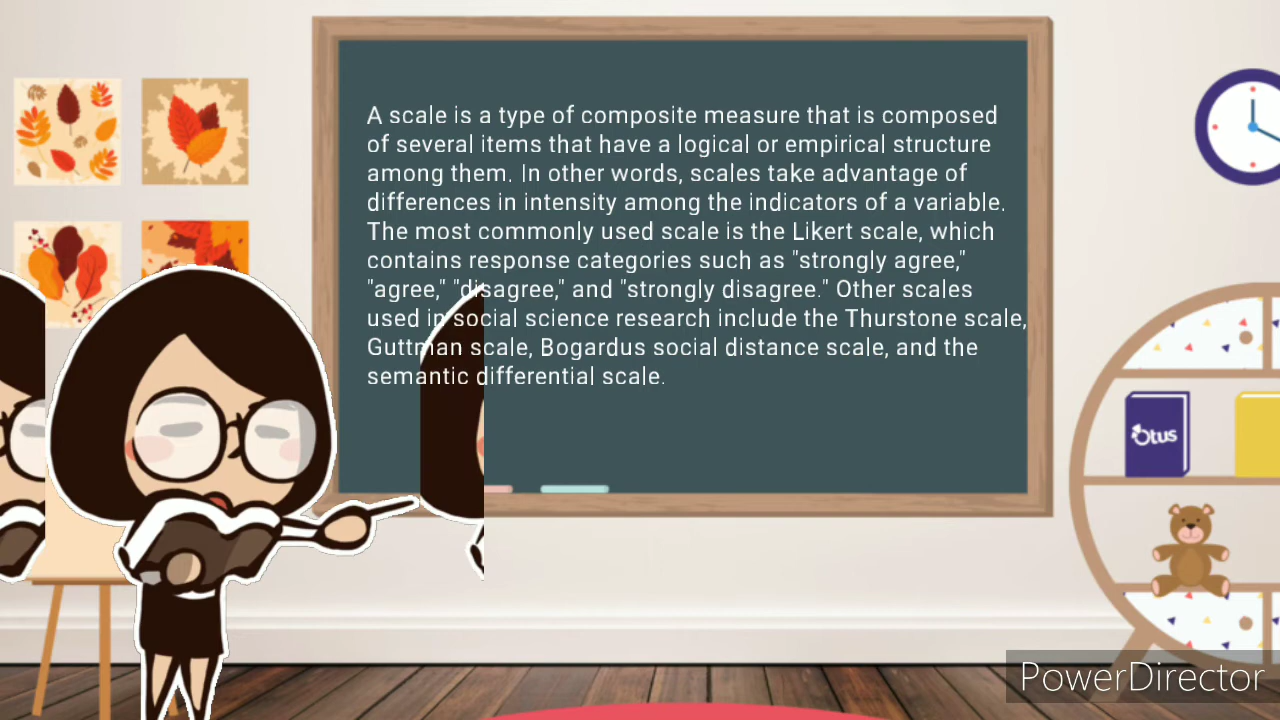 A scale is a type of composite measure that is composed
of several items that have a logical or empirical structure
among them. In other words, scales take advantage of
differences in intensity among the indicators of a variable.
The most commonly used scale is the Likert scale, which
contains response categories such as "strongly agree,"
"agree," "disagree," and "strongly disagree." Other scales
used in social science research include the Thurstone scale,
Guttman scale, Bogardus social distance scale, and the
semantic differential scale.
Otus
PowerDirector